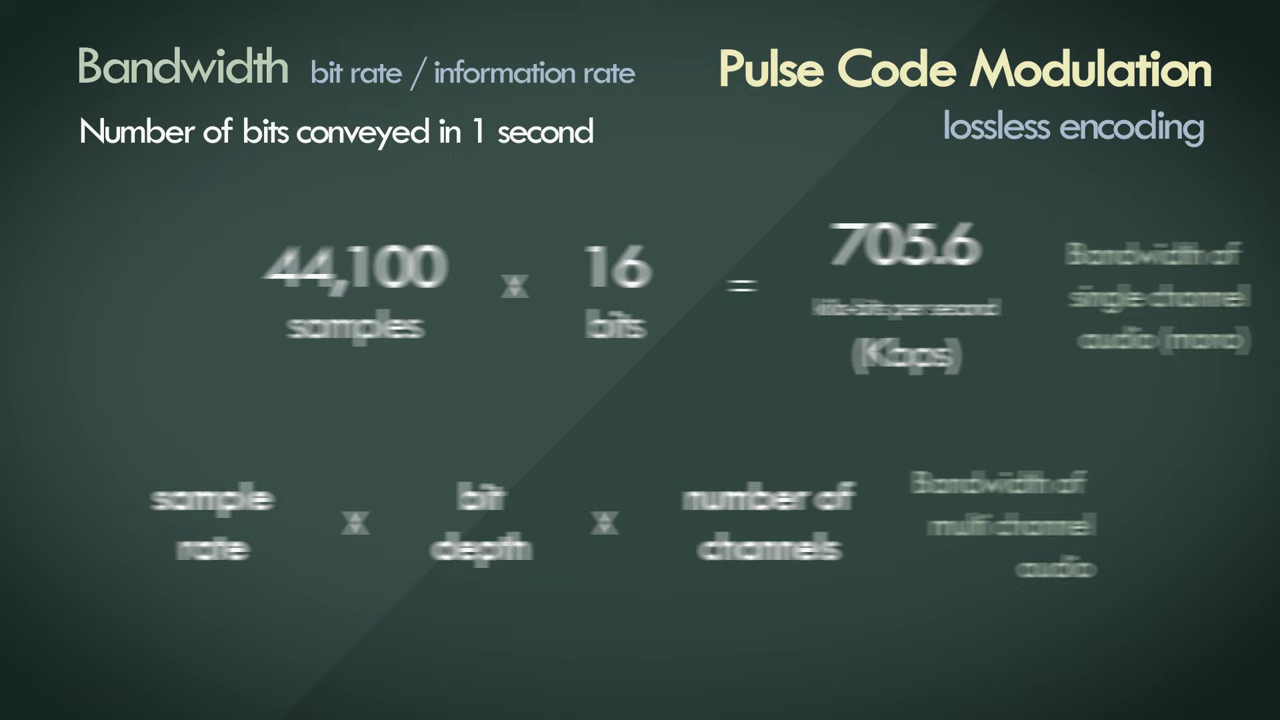 Bandwidth bit rate / information rate
Number of bits conveyed in 1 second
Pulse Code Modulation
lossless encoding
44,100 x 16 = 705.6
samples bits kilo-bits per second
(Kbps)
Bandwidth of
single channel
audio (mono)
sample bit number of
rate x depth x channels
Bandwidth of
multi channel
audio